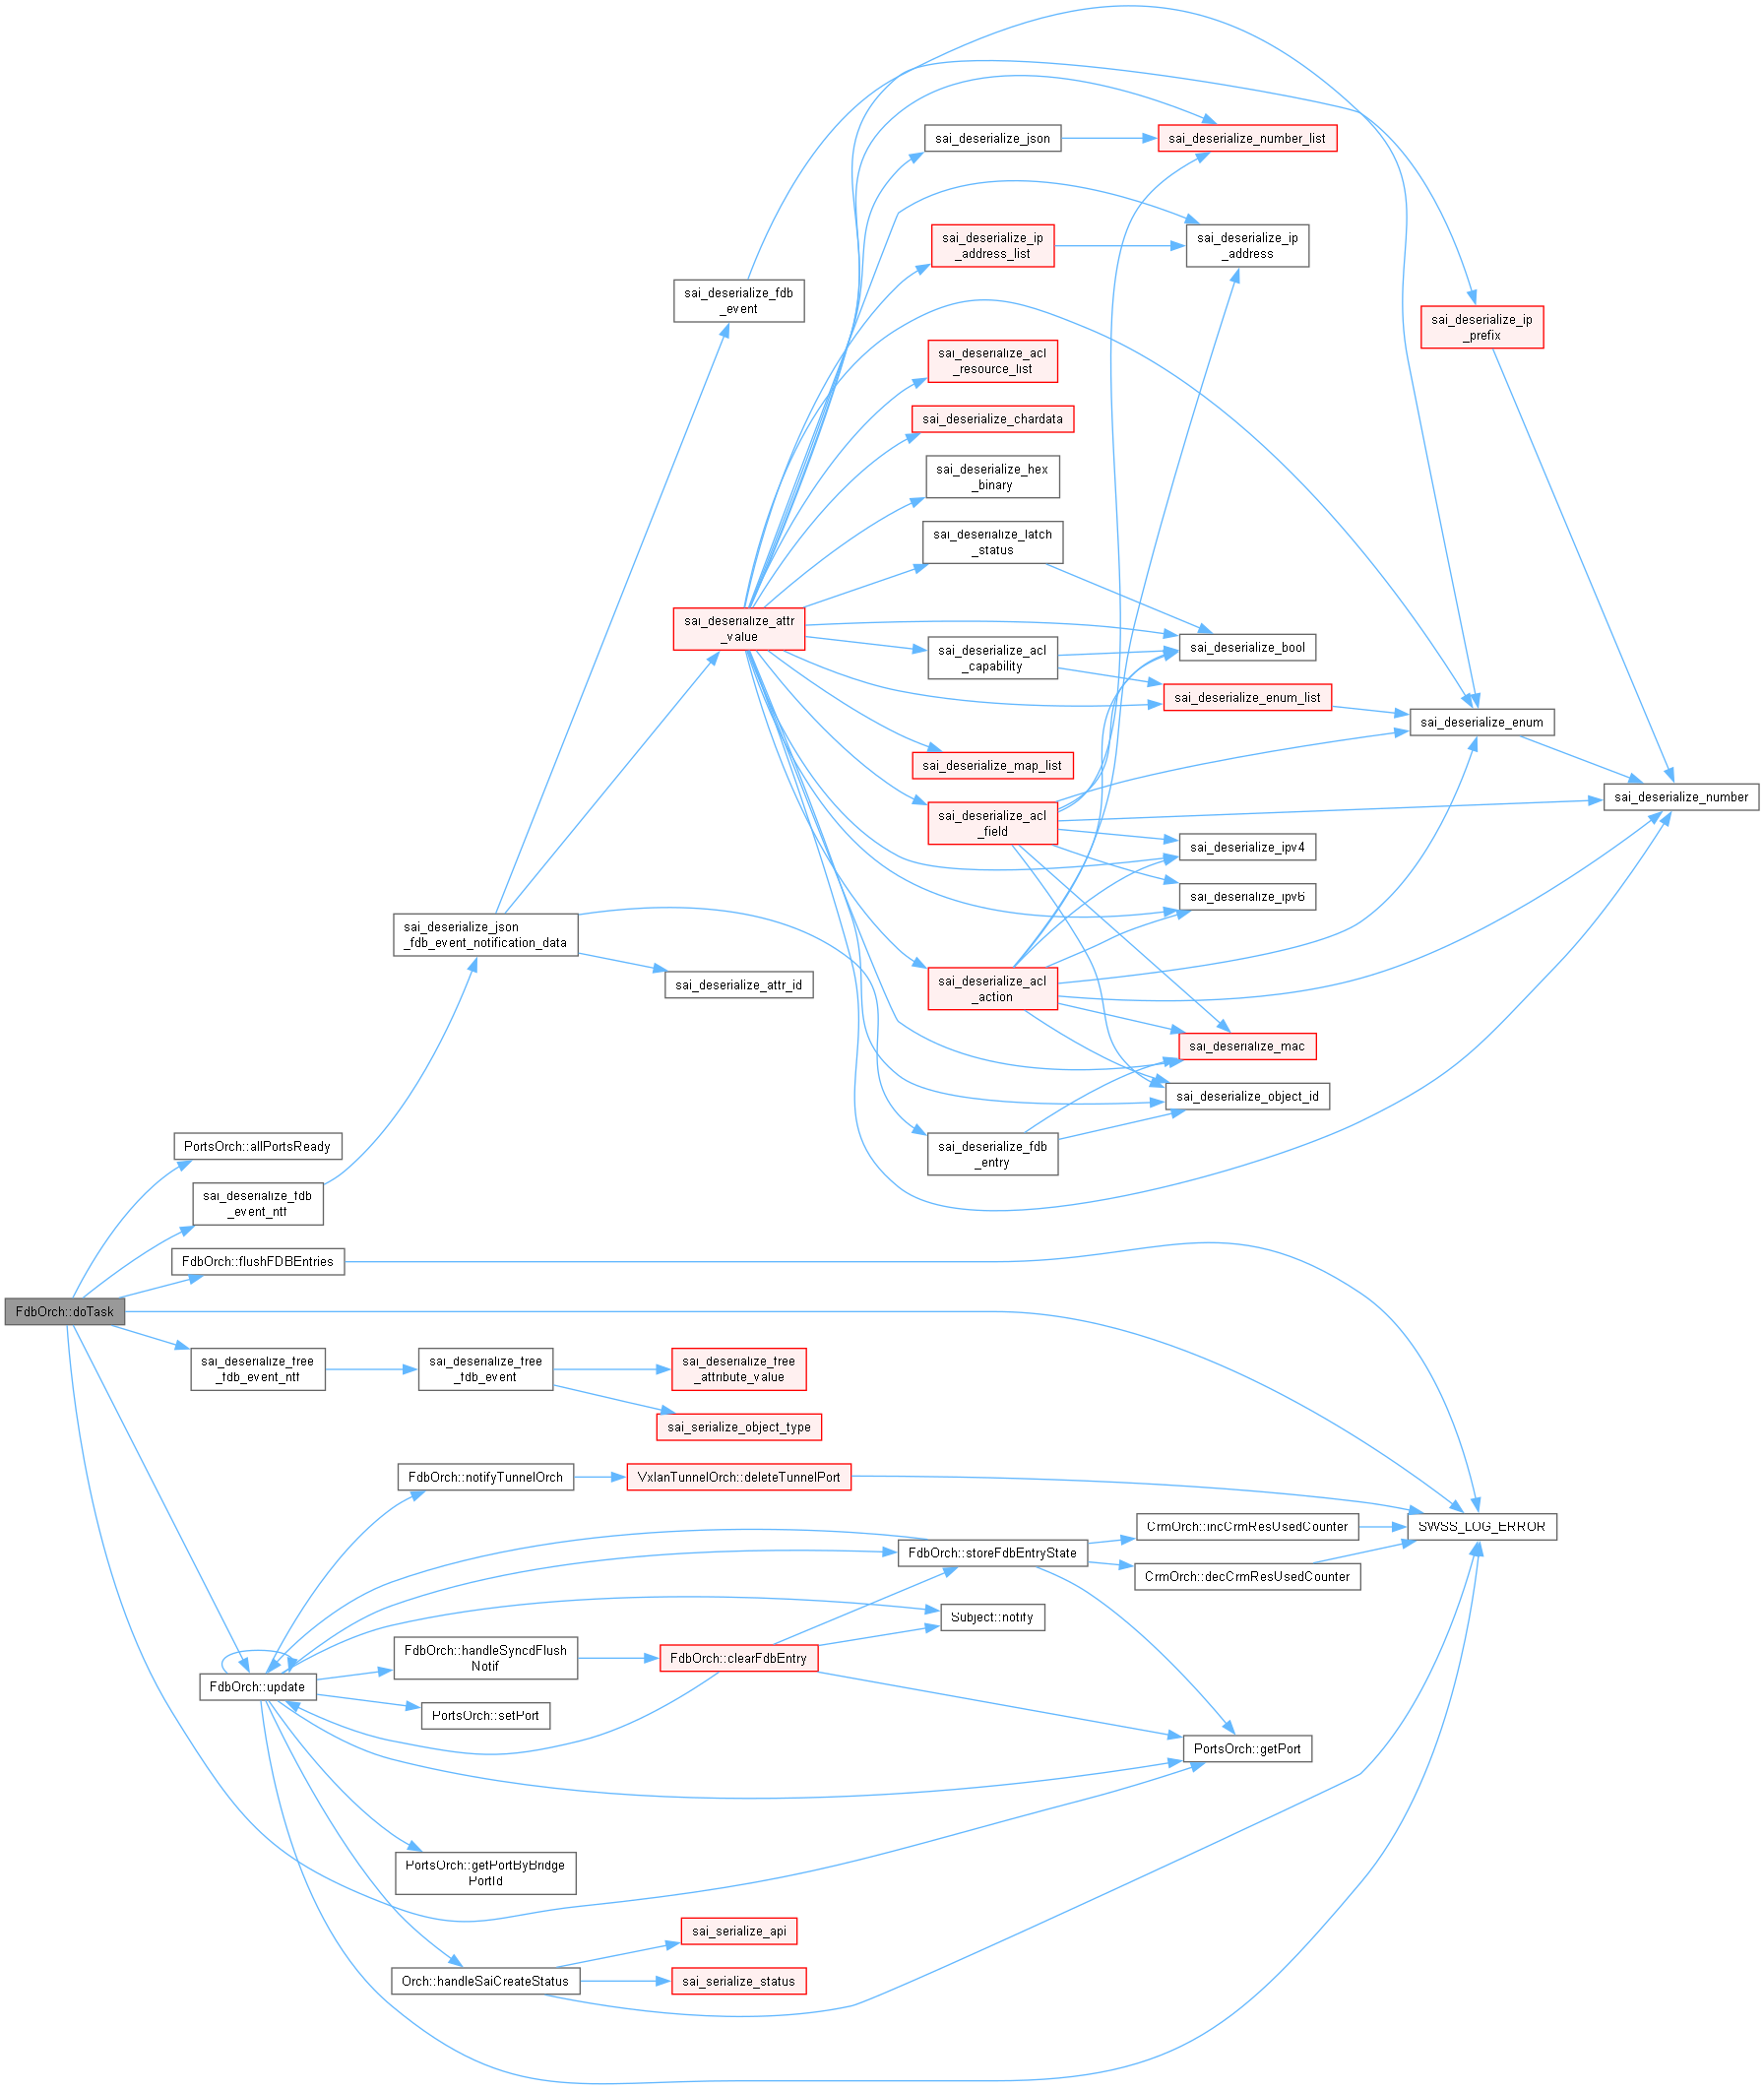 sai_deserialize_json
sai_deserialize_number_list
sai_deserialize_ip
_address_list
sai_deserialize_ip
_address
sai_deserialize_fdb
_event
sai_deserialize_ip
_prefix
sai_deserialize_acl
_resource_list
sai_deserialize_chardata
sai_deserialize_hex
_binary
sai_deserialize_latch
_status
sai_deserialize_attr
_value
sai_deserialize_acl
_capability
sai_deserialize_bool
sai_deserialize_enum_list
sai_deserialize_enum
sai_deserialize_map_list
sai_deserialize_number
sai_deserialize_acl
_field
sai_deserialize_ipv4
sai_deserialize_ipv6
sai_deserialize_json
_fdb_event_notification_data
sai_deserialize_attr_id
sai_deserialize_acl
_action
sai_deserialize_mac
sai_deserialize_object_id
PortsOrch::allPortsReady
sai_deserialize_fdb
_entry
sai_deserialize_fdb
_event_ntf
FdbOrch::flushFDBEntries
FdbOrch::doTask
sai_deserialize_free
_fdb_event_ntf
sai_deserialize_free
_fdb_event
sai_deserialize_free
_attribute_value
sai_serialize_object_type
FdbOrch::notifyTunnelOrch
VxlanTunnelOrch::deleteTunnelPort
CrmOrch::incCrmResUsedCounter
SWSS_LOG_ERROR
FdbOrch::storeFdbEntryState
CrmOrch::decCrmResUsedCounter
Subject::notify
FdbOrch::handleSyncdFlush
Notif
FdbOrch::clearFdbEntry
FdbOrch::update
PortsOrch::setPort
PortsOrch::getPort
PortsOrch::getPortByBridge
PortId
sai_serialize_api
Orch::handleSaiCreateStatus
sai_serialize_status